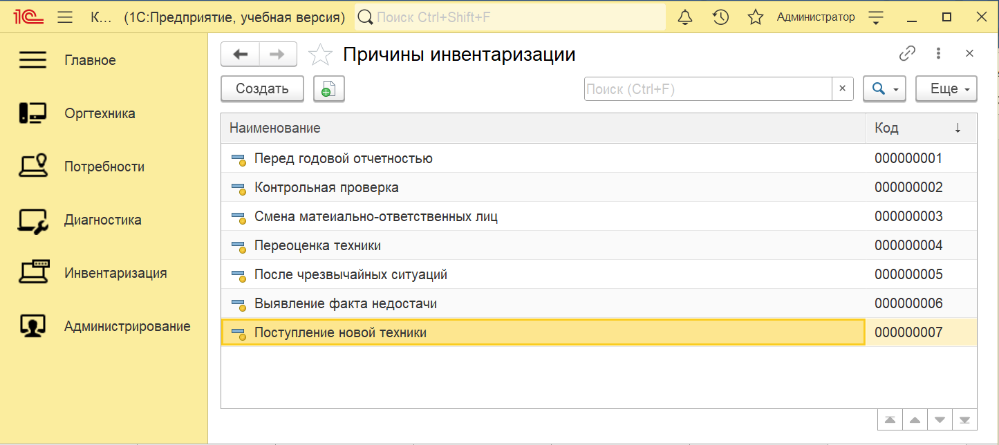 1С К... (1С:Предприятие, учебная версия) Поиск Ctrl+Shift+F Администратор
Главное
Оргтехника
Потребности
Диагностика
Инвентаризация
Администрирование
Причины инвентаризации
Создать Поиск (Ctrl+F) × Еще
Наименование Код ↓
Перед годовой отчетностью 000000001
Контрольная проверка 000000002
Смена матеиально-ответственных лиц 000000003
Переоценка техники 000000004
После чрезвычайных ситуаций 000000005
Выявление факта недостачи 000000006
Поступление новой техники 000000007